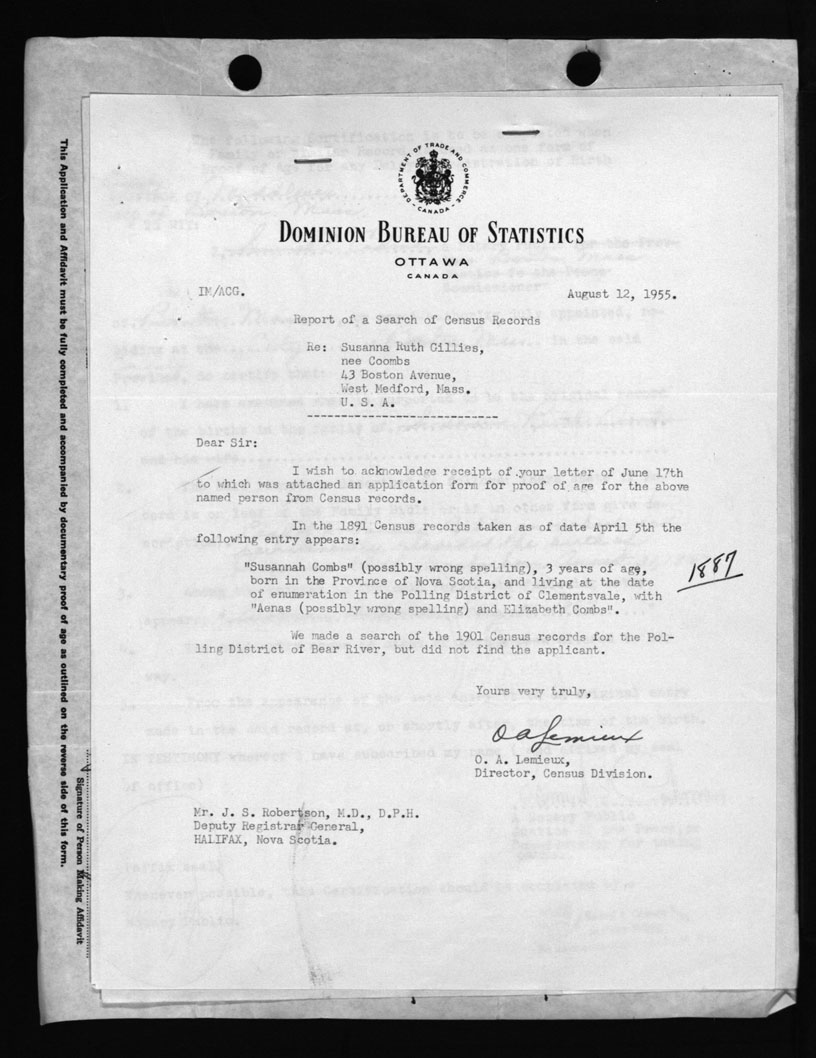 DEPARTMENT OF TRADE AND COMMERCE
CANADA
DOMINION BUREAU OF STATISTICS
OTTAWA
CANADA
IM/ACG.
August 12, 1955.
Report of a Search of Census Records
Re: Susanna Ruth Gillies,
nee Coombs
43 Boston Avenue,
West Medford, Mass.
U. S. A.
Dear Sir:
I wish to acknowledge receipt of your letter of June 17th
to which was attached an application form for proof of age for the above
named person from Census records.
In the 1891 Census records taken as of date April 5th the
following entry appears:
"Susannah Combs" (possibly wrong spelling), 3 years of age,
born in the Province of Nova Scotia, and living at the date
of enumeration in the Polling District of Clementsvale, with
"Aenas (possibly wrong spelling) and Elizabeth Combs".
1887
We made a search of the 1901 Census records for the Pol-
ling District of Bear River, but did not find the applicant.
Yours very truly,
O A Lemieux
O. A. Lemieux,
Director, Census Division.
Mr. J. S. Robertson, M.D., D.P.H.
Deputy Registrar General,
HALIFAX, Nova Scotia.
This Application and Affidavit must be fully completed and accompanied by documentary proof of age as outlined on the reverse side of this form.
Signature of Person Making Affidavit